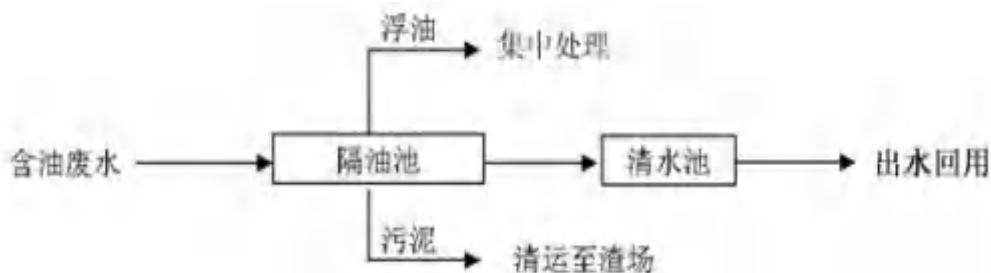 浮油
集中处理
含油废水
隔油池
清水池
出水回用
污泥
清运至渣场